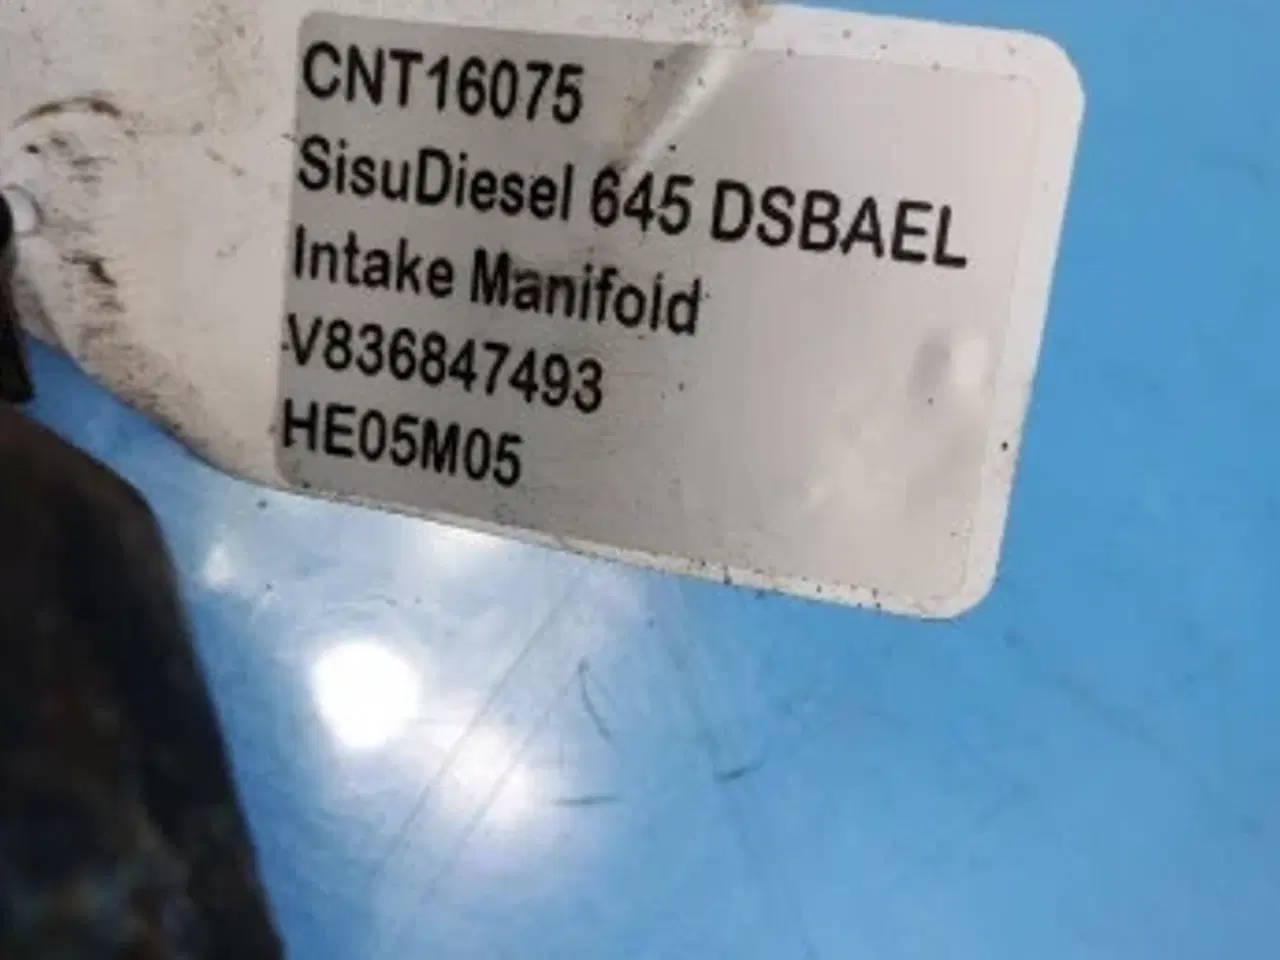 CNT16075
SisuDiesel 645 DSBAEL
Intake Manifold
V836847493
HE05M05